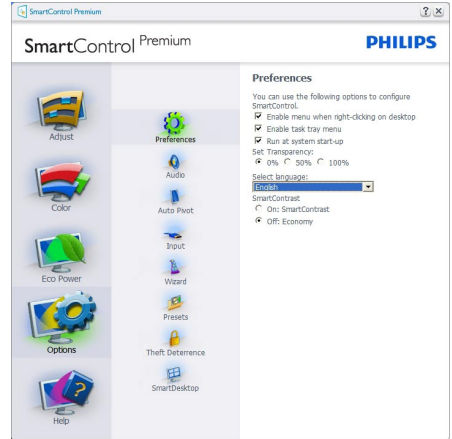 SmartControl Premium
SmartControl Premium
PHILIPS
Adjust
Color
Eco Power
Options
Help
Preferences
Audio
Auto Pivot
Input
Wizard
Presets
Theft Deterrence
SmartDesktop
Preferences
You can use the following options to configure
SmartControl.
Enable menu when right-clicking on desktop
Enable task tray menu
Run at system start-up
Set Transparency:
0% 50% 100%
Select language:
English
SmartContrast
On: SmartContrast
Off: Economy